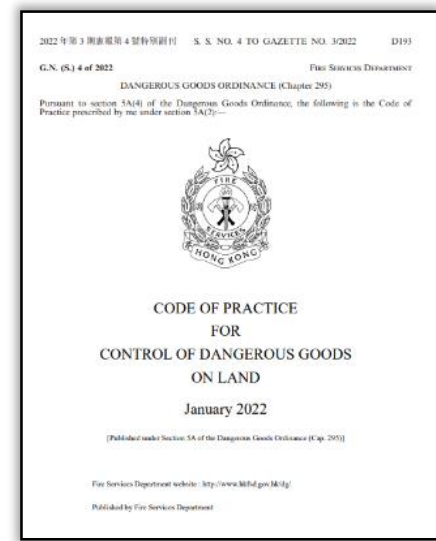 2022 年第 3 期憲報第 4 號特別副刊 S. S. NO. 4 TO GAZETTE NO. 3/2022 D193
G.N. (S.) 4 of 2022 FIRE SERVICES DEPARTMENT
DANGEROUS GOODS ORDINANCE (Chapter 295)
Pursuant to section 5A(4) of the Dangerous Goods Ordinance, the following is the Code of
Practice prescribed by me under section 5A(2):—
FIRE
SERVICES
HONG KONG
CODE OF PRACTICE
FOR
CONTROL OF DANGEROUS GOODS
ON LAND
January 2022
[Published under Section 5A of the Dangerous Goods Ordinance (Cap. 295)]
Fire Services Department website : http://www.hkfsd.gov.hk/dg/
Published by Fire Services Department